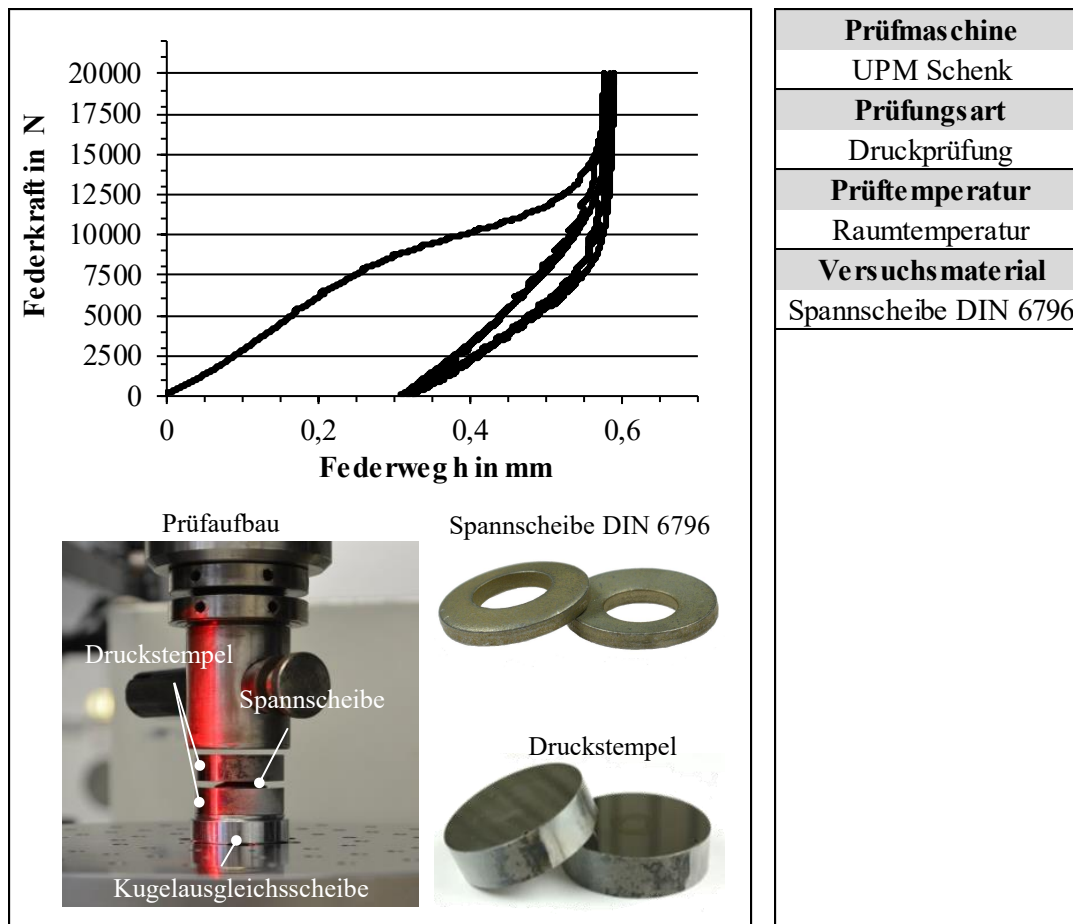 Federkraft in N
20000
17500
15000
12500
10000
7500
5000
2500
0
0 0,2 0,4 0,6
Federweg h in mm
Prüfaufbau
Spannscheibe DIN 6796
Druckstempel
Spannscheibe
Kugelausgleichsscheibe
Druckstempel
Prüfmaschine
UPM Schenk
Prüfungsart
Druckprüfung
Prüftemperatur
Raumtemperatur
Versuchsmaterial
Spannscheibe DIN 6796